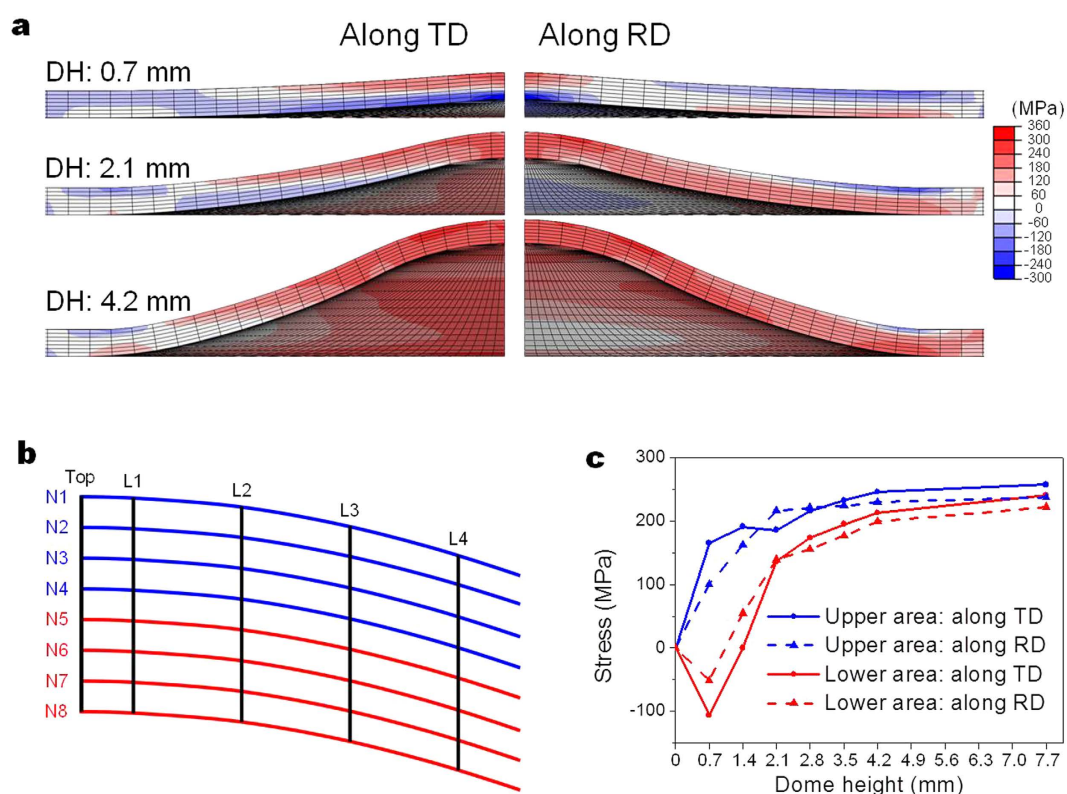 a
Along TD
Along RD
DH: 0.7 mm
DH: 2.1 mm
DH: 4.2 mm
(MPa)
360
300
240
180
120
60
0
-60
-120
-180
-240
-300
b
Top
L1
L2
L3
L4
N1
N2
N3
N4
N5
N6
N7
N8
c
300
200
100
0
-100
Stress (MPa)
Upper area: along TD
Upper area: along RD
Lower area: along TD
Lower area: along RD
0 0.7 1.4 2.1 2.8 3.5 4.2 4.9 5.6 6.3 7.0 7.7
Dome height (mm)